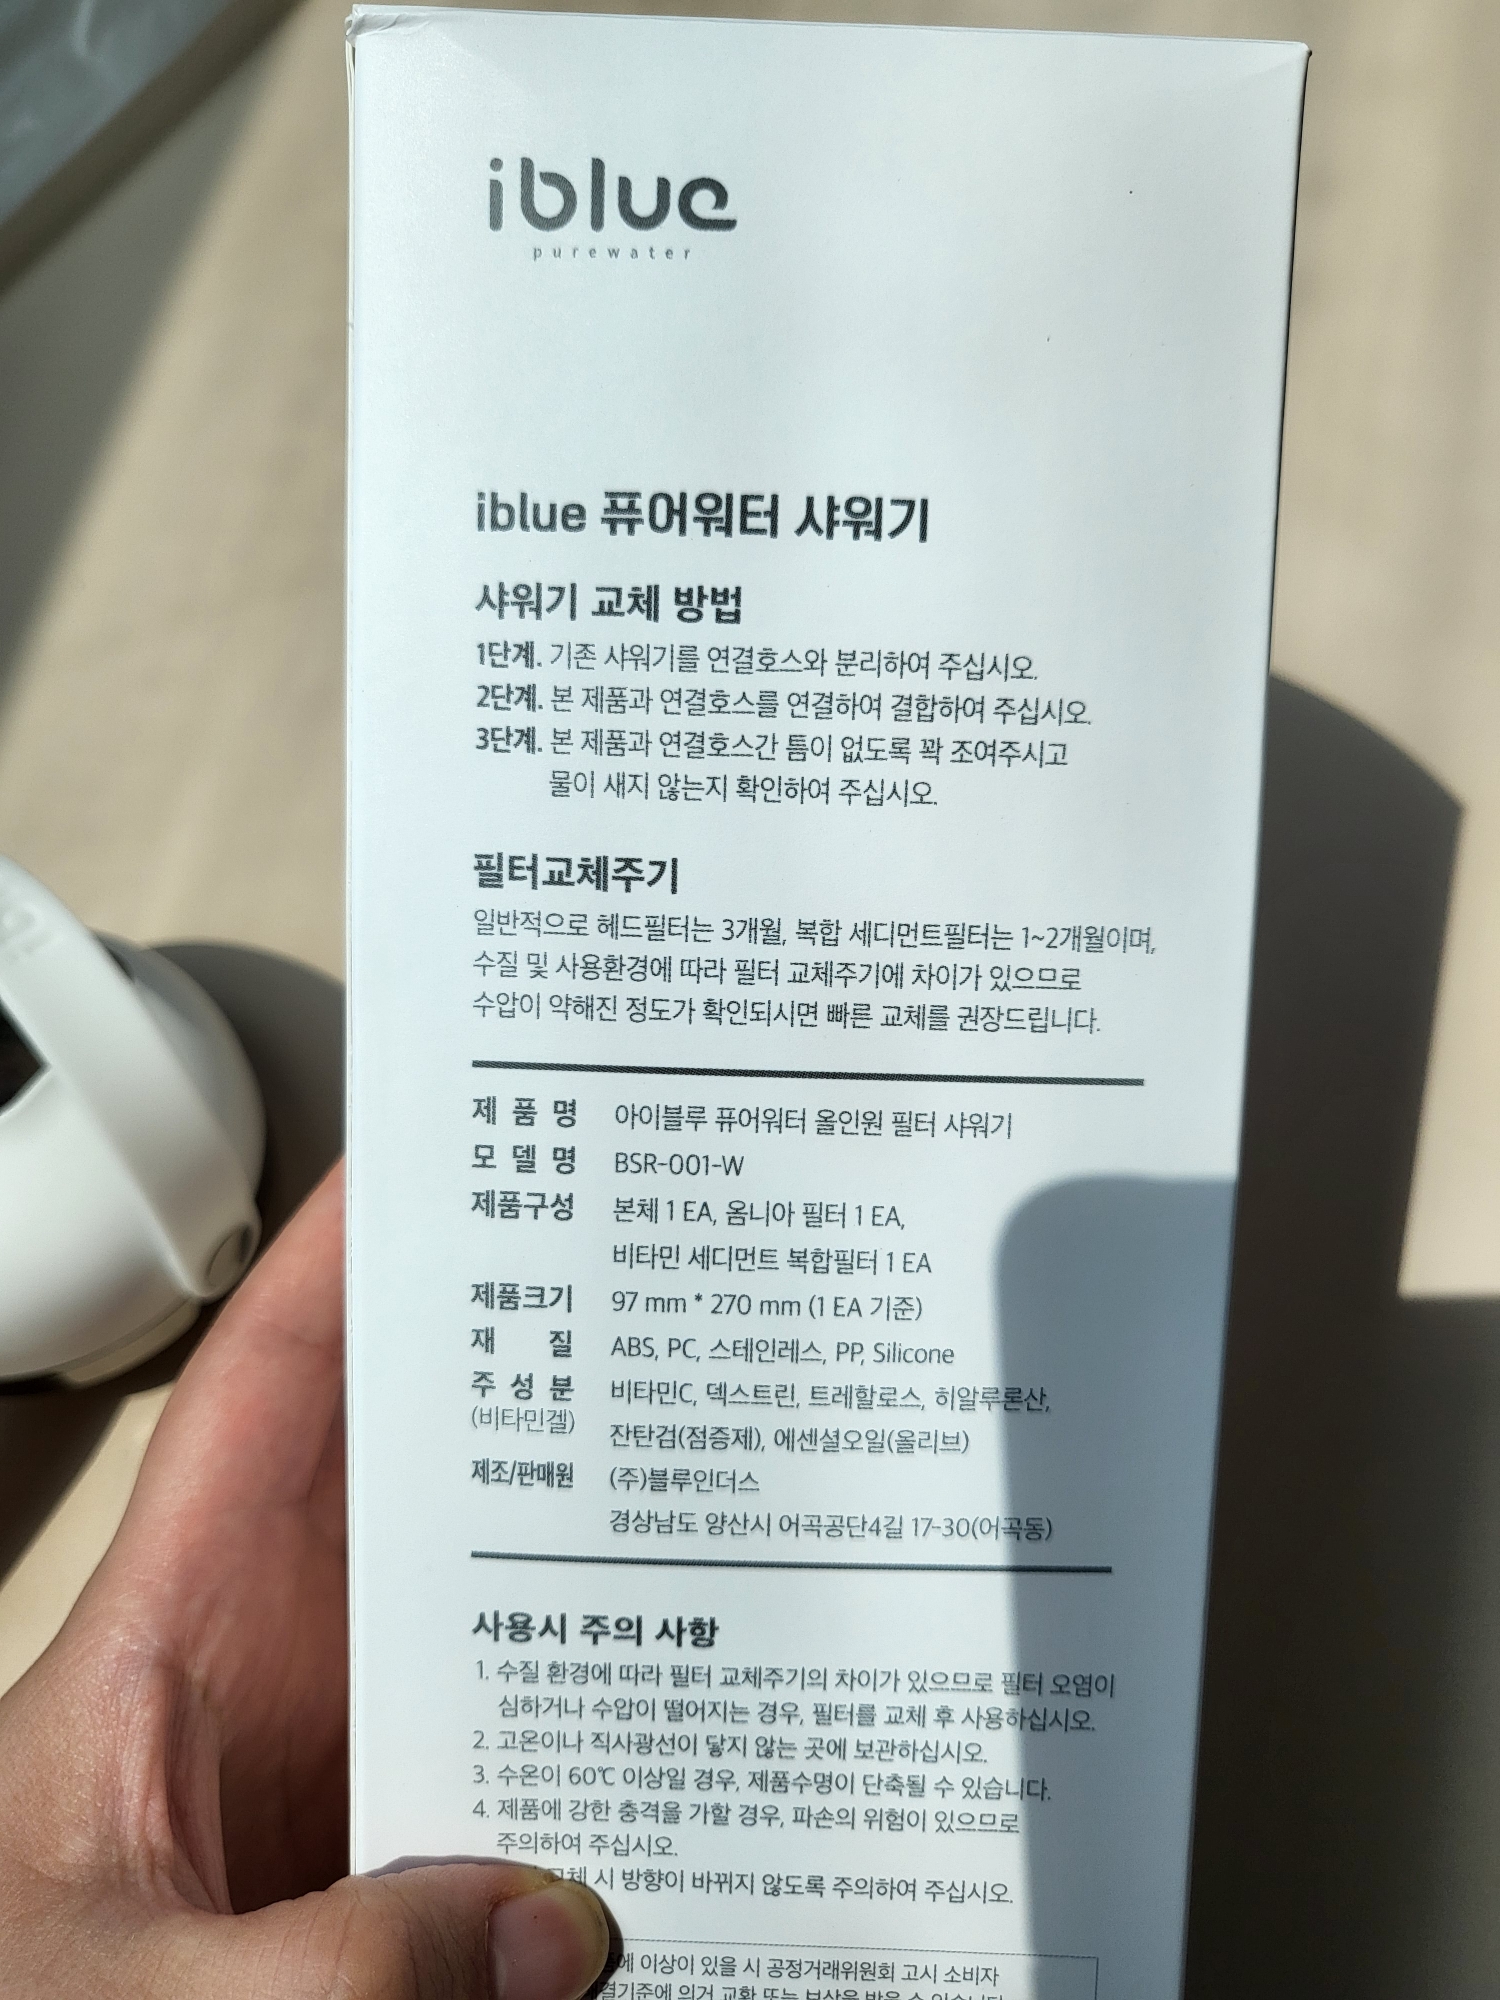 iblue
purewater
iblue 퓨어워터 샤워기
샤워기 교체 방법
1단계. 기존 샤워기를 연결호스와 분리하여 주십시오.
2단계. 본 제품과 연결호스를 연결하여 결합하여 주십시오.
3단계. 본 제품과 연결호스간 틈이 없도록 꽉 조여주시고
물이 새지 않는지 확인하여 주십시오.
필터교체주기
일반적으로 헤드필터는 3개월, 복합 세디먼트필터는 1~2개월이며,
수질 및 사용환경에 따라 필터 교체주기에 차이가 있으므로
수압이 약해진 정도가 확인되시면 빠른 교체를 권장드립니다.
제 품 명 아이블루 퓨어워터 올인원 필터 샤워기
모 델 명 BSR-001-W
제품구성 본체 1 EA, 옴니아 필터 1 EA,
비타민 세디먼트 복합필터 1 EA
제품크기 97 mm * 270 mm (1 EA 기준)
재 질 ABS, PC, 스테인레스, PP, Silicone
주 성 분 비타민C, 덱스트린, 트레할로스, 히알루론산,
(비타민겔) 잔탄검(점증제), 에센셜오일(올리브)
제조/판매원 (주)블루인더스
경상남도 양산시 어곡공단4길 17-30(어곡동)
사용시 주의 사항
1. 수질 환경에 따라 필터 교체주기의 차이가 있으므로 필터 오염이
심하거나 수압이 떨어지는 경우, 필터를 교체 후 사용하십시오.
2. 고온이나 직사광선이 닿지 않는 곳에 보관하십시오.
3. 수온이 60℃ 이상일 경우, 제품수명이 단축될 수 있습니다.
4. 제품에 강한 충격을 가할 경우, 파손의 위험이 있으므로
주의하여 주십시오.
교체 시 방향이 바뀌지 않도록 주의하여 주십시오.
이상이 있을 시 공정거래위원회 고시 소비자
의거 교환 또는 보상을 받을 수 있습니다